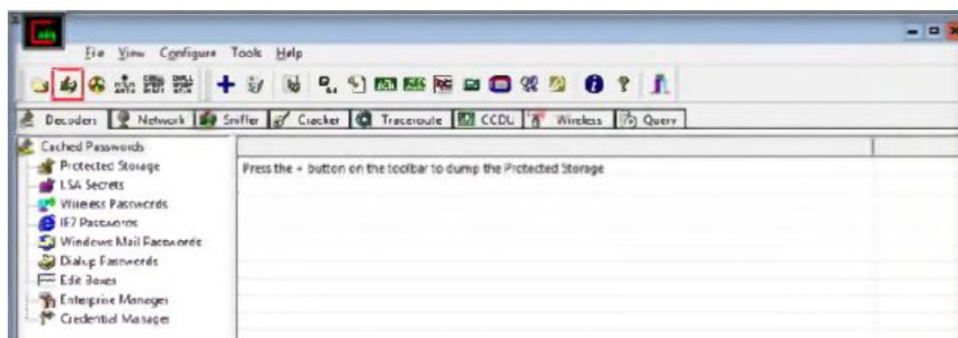 File View Configure Tools Help
Decoders Network Sniffer Cracker Traceroute CCDU Wireless Query
Cached Passwords
Protected Storage
Press the + button on the toolbar to dump the Protected Storage
LSA Secrets
Wireless Passwords
IE7 Passwords
Windows Mail Passwords
Dialup Passwords
Edit Boxes
Enterprise Manager
Credential Manager